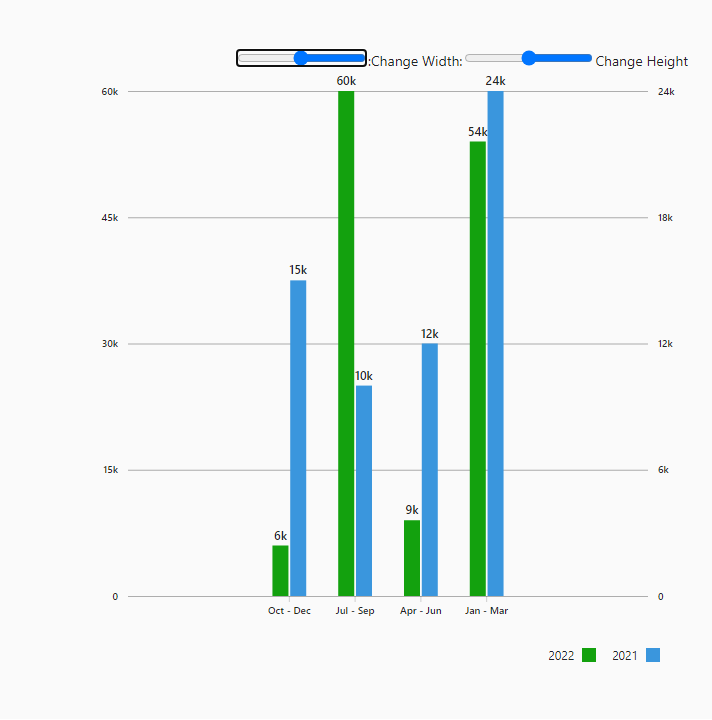 :Change Width: Change Height
60k 24k
60k 54k 24k
45k 18k
15k
30k 12k
10k 12k
15k 6k
6k 9k
0 0
Oct - Dec Jul - Sep Apr - Jun Jan - Mar
2022 2021